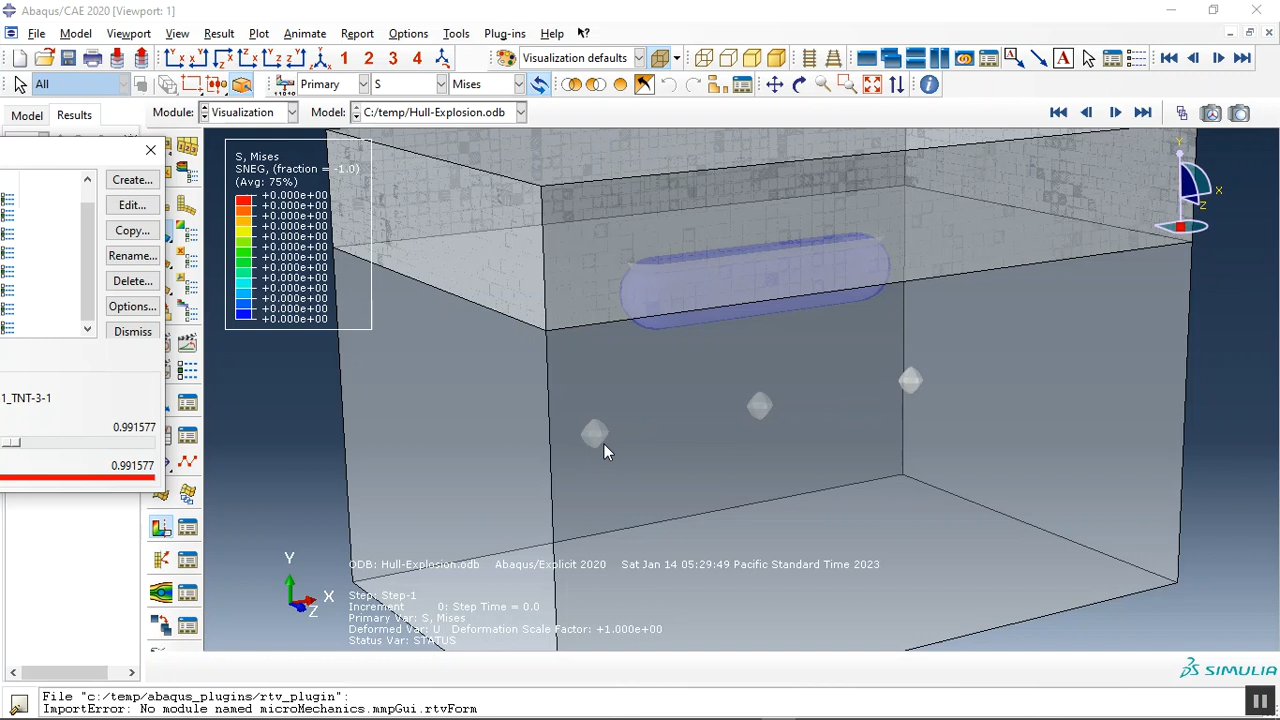 Abaqus/CAE 2020 [Viewport: 1]
File Model Viewport View Result Plot Animate Report Options Tools Plug-ins Help
1 2 3 4 Visualization defaults
All Primary S Mises
Model Results Module: Visualization Model: C:/temp/Hull-Explosion.odb
Create...
Edit...
Copy...
Rename...
Delete...
Options...
Dismiss
1_TNT-3-1
0.991577
0.991577
S, Mises
SNEG, (fraction = -1.0)
(Avg: 75%)
+0.000e+00
+0.000e+00
+0.000e+00
+0.000e+00
+0.000e+00
+0.000e+00
+0.000e+00
+0.000e+00
+0.000e+00
+0.000e+00
+0.000e+00
+0.000e+00
+0.000e+00
Y
X
Z
Y
X
Z
ODB: Hull-Explosion.odb Abaqus/Explicit 2020 Sat Jan 14 05:29:49 Pacific Standard Time 2023
Step: Step-1
Increment 0: Step Time = 0.0
Primary Var: S, Mises
Deformed Var: U Deformation Scale Factor: +1.000e+00
Status Var: STATUS
SIMULIA
File "c:/temp/abaqus_plugins/rtv_plugin":
ImportError: No module named microMechanics.mmpGui.rtvForm